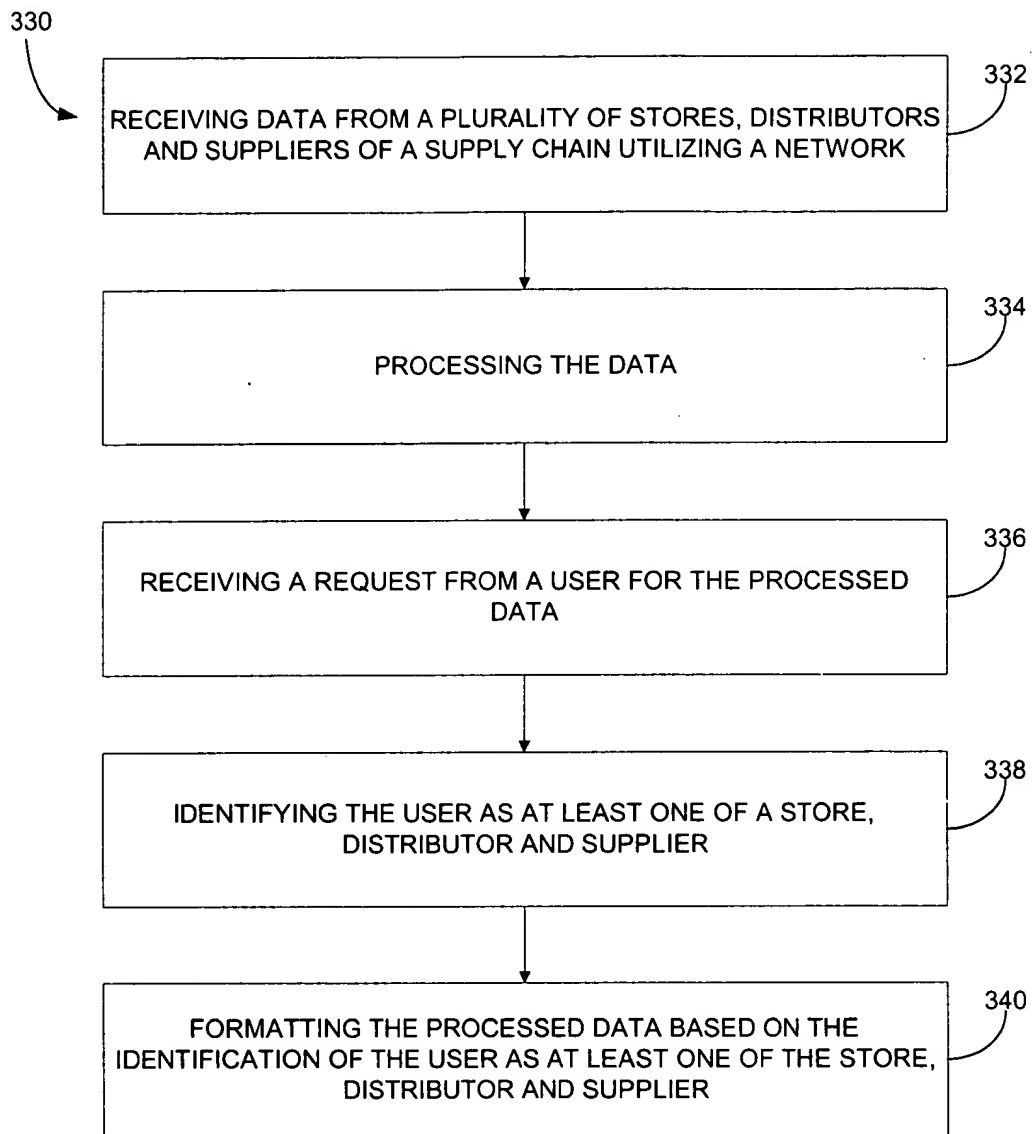 330
332
RECEIVING DATA FROM A PLURALITY OF STORES, DISTRIBUTORS
AND SUPPLIERS OF A SUPPLY CHAIN UTILIZING A NETWORK
334
PROCESSING THE DATA
336
RECEIVING A REQUEST FROM A USER FOR THE PROCESSED
DATA
338
IDENTIFYING THE USER AS AT LEAST ONE OF A STORE,
DISTRIBUTOR AND SUPPLIER
340
FORMATTING THE PROCESSED DATA BASED ON THE
IDENTIFICATION OF THE USER AS AT LEAST ONE OF THE STORE,
DISTRIBUTOR AND SUPPLIER